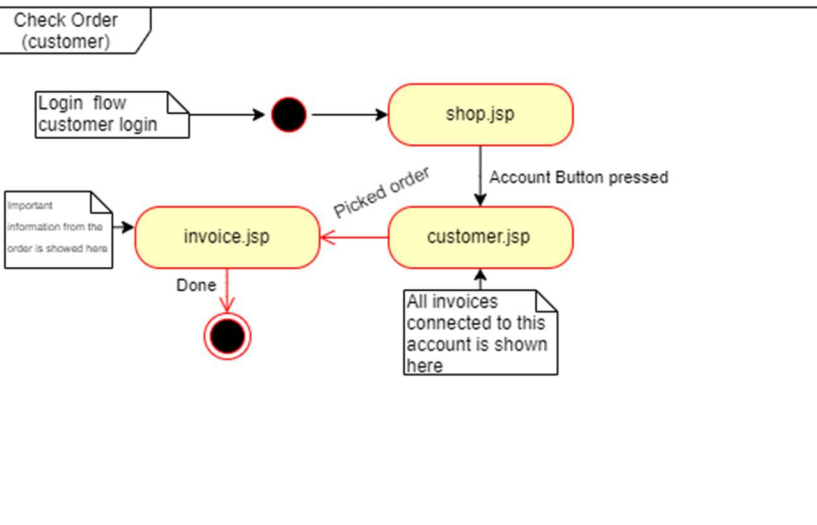 Check Order
(customer)
Login flow
customer login
shop.jsp
Account Button pressed
Picked order
Important
information from the
order is showed here
invoice.jsp
customer.jsp
Done
All invoices
connected to this
account is shown
here